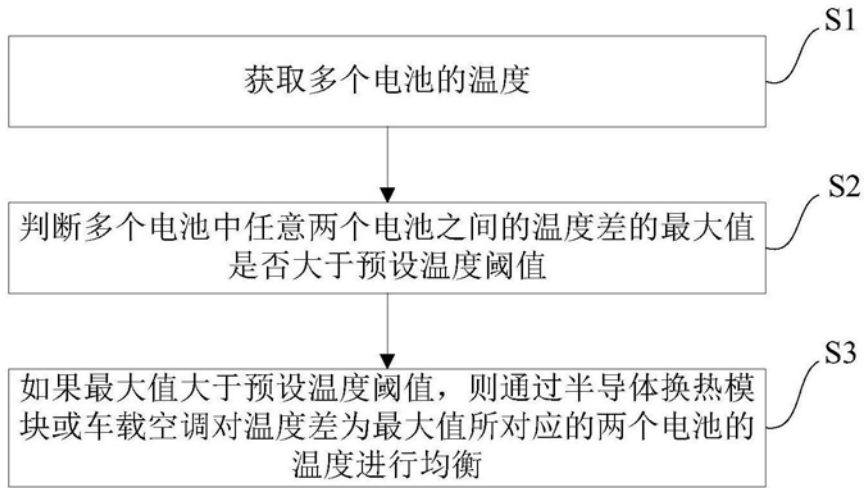 S1
获取多个电池的温度
S2
判断多个电池中任意两个电池之间的温度差的最大值
是否大于预设温度阈值
S3
如果最大值大于预设温度阈值，则通过半导体换热模
块或车载空调对温度差为最大值所对应的两个电池的
温度进行均衡